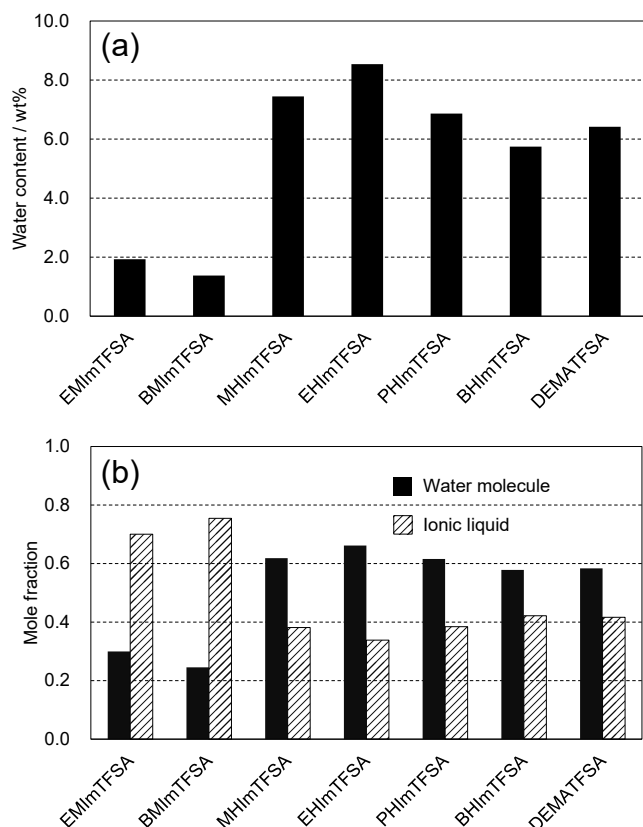 (a)
Water content / wt%
10.0
8.0
6.0
4.0
2.0
0.0
EMImTFSA
BMImTFSA
MHImTFSA
EHImTFSA
PHImTFSA
BHImTFSA
DEMATFSA
(b)
Water molecule
Ionic liquid
Mole fraction
1.0
0.8
0.6
0.4
0.2
0.0
EMImTFSA
BMImTFSA
MHImTFSA
EHImTFSA
PHImTFSA
BHImTFSA
DEMATFSA